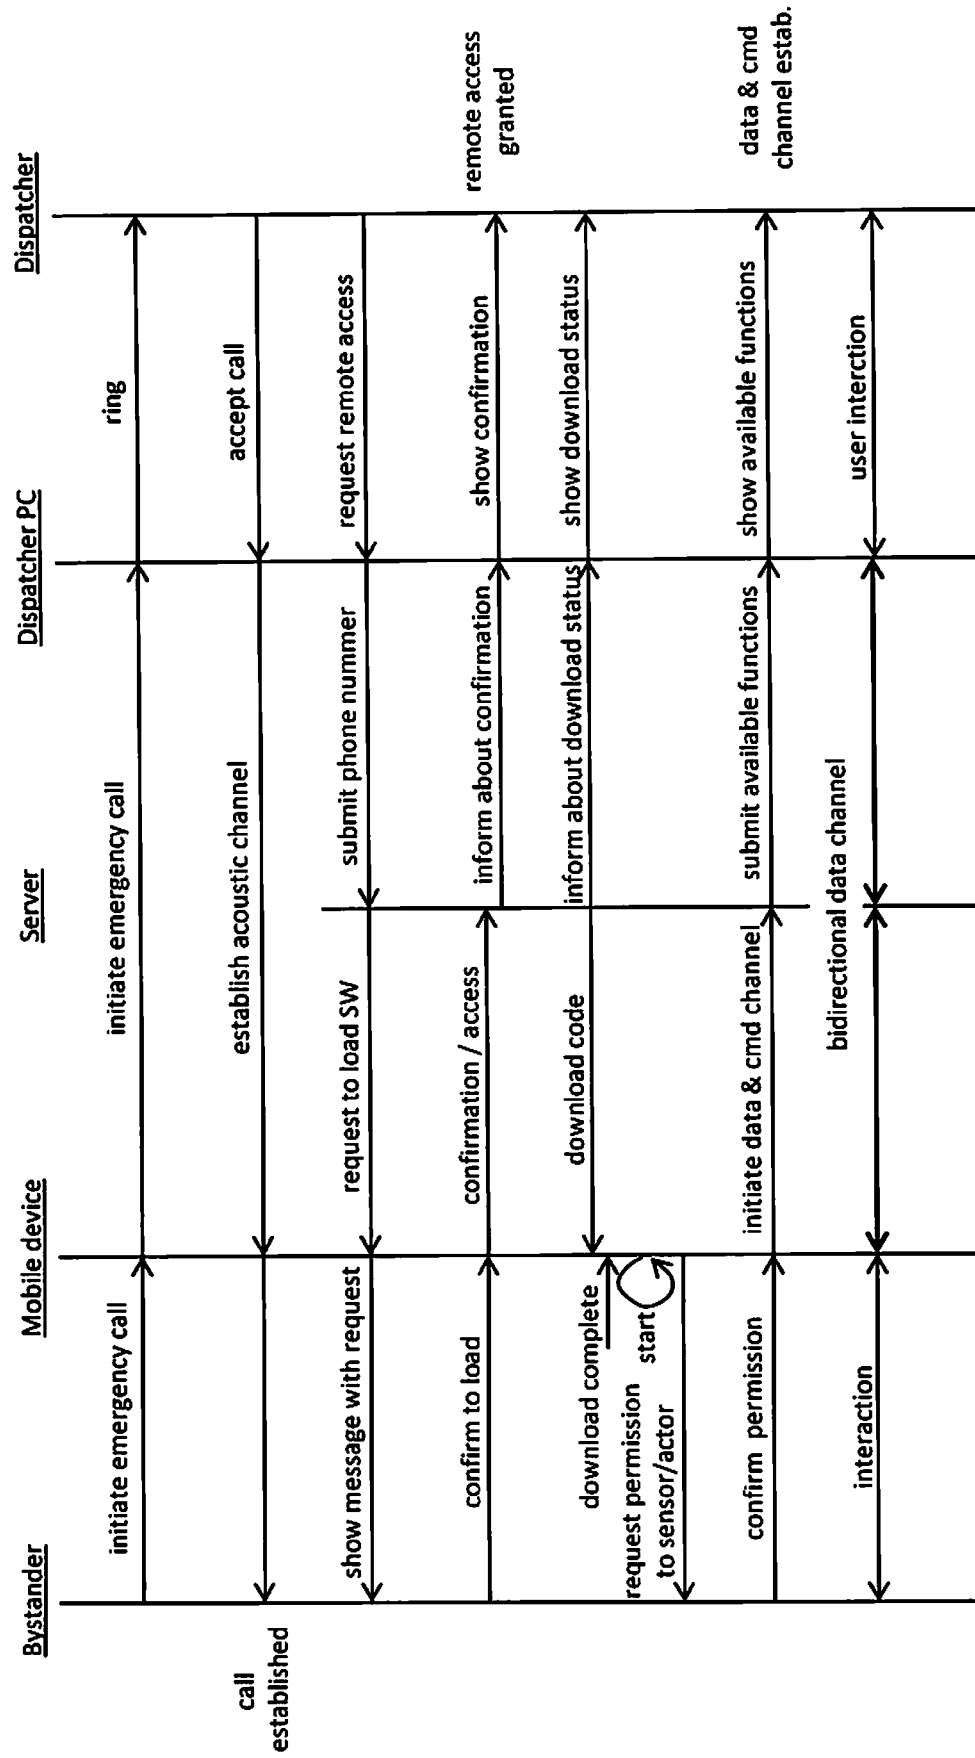 Bystander
Mobile device
Server
Dispatcher PC
Dispatcher
initiate emergency call
initiate emergency call
ring
call
established
establish acoustic channel
accept call
show message with request
request to load SW
submit phone nummer
request remote access
confirm to load
confirmation / access
inform about confirmation
show confirmation
remote access
granted
download code
inform about download status
show download status
download complete
start
request permission
to sensor/actor
confirm permission
initiate data & cmd channel
submit available functions
show available functions
data & cmd
channel estab.
interaction
bidirectional data channel
user interction